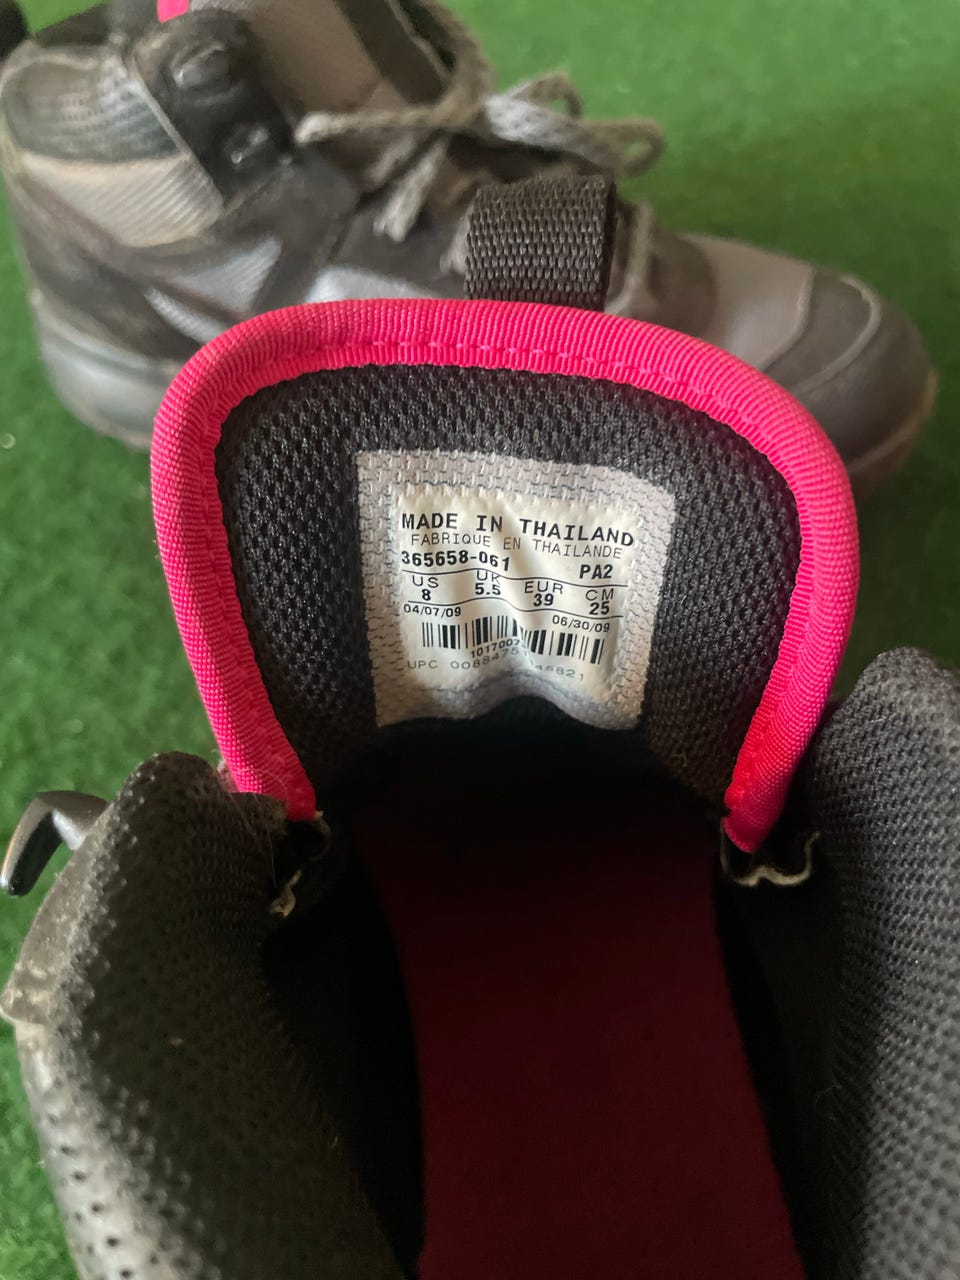 MADE IN THAILAND
FABRIQUE EN THAILANDE
365658-061 PA2
US UK EUR CM
8 5.5 39 25
04/07/09 06/30/09
UPC